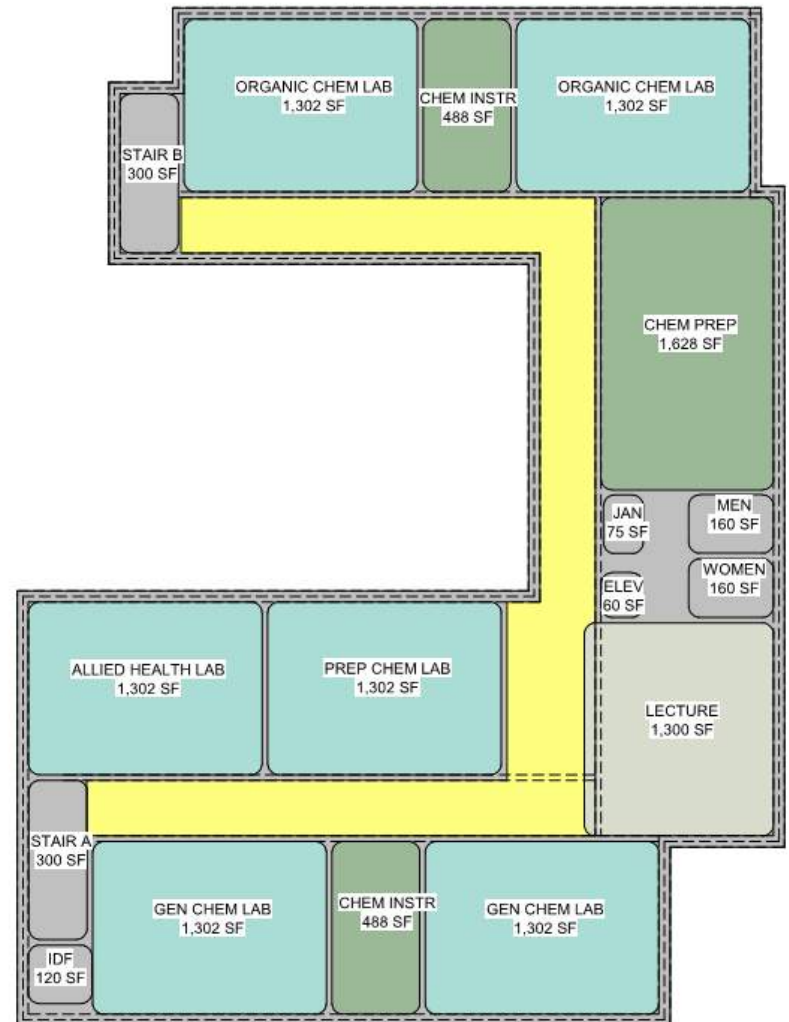 ORGANIC CHEM LAB
1,302 SF
CHEM INSTR
488 SF
ORGANIC CHEM LAB
1,302 SF
STAIR B
300 SF
CHEM PREP
1,628 SF
JAN
75 SF
MEN
160 SF
ELEV
60 SF
WOMEN
160 SF
ALLIED HEALTH LAB
1,302 SF
PREP CHEM LAB
1,302 SF
LECTURE
1,300 SF
STAIR A
300 SF
GEN CHEM LAB
1,302 SF
CHEM INSTR
488 SF
GEN CHEM LAB
1,302 SF
IDF
120 SF